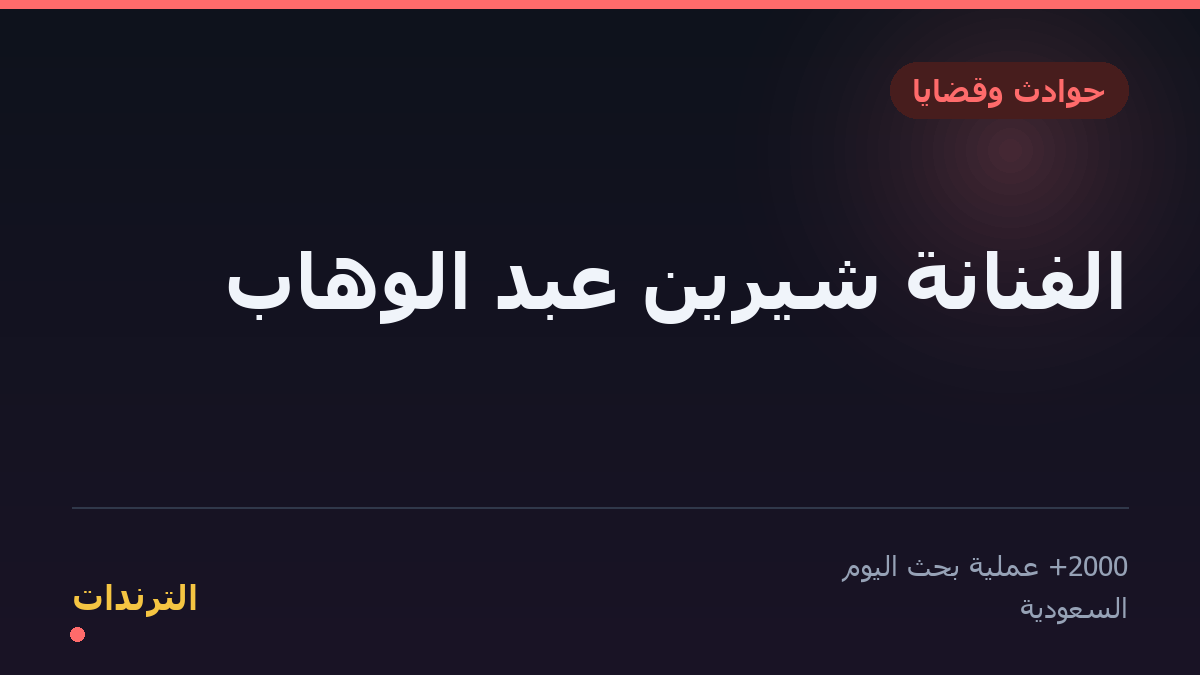 حوادث وقضايا
الفنانة شيرين عبد الوهاب
2000+ عملية بحث اليوم
السعودية
الترندات